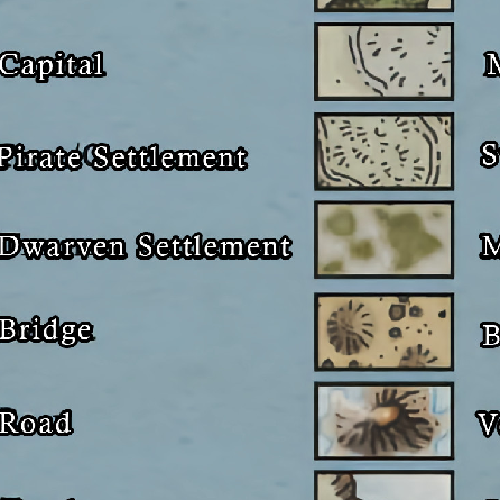 Capital
Pirate Settlement
Dwarven Settlement
Bridge
Road